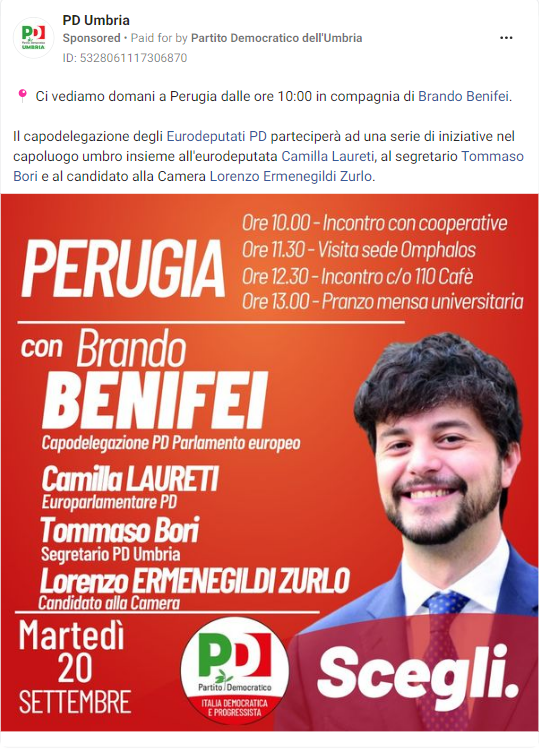 PD Umbria
Sponsored • Paid for by Partito Democratico dell'Umbria
ID: 5328061117306870
Ci vediamo domani a Perugia dalle ore 10:00 in compagnia di Brando Benifei.
Il capodelegazione degli Eurodeputati PD parteciperà ad una serie di iniziative nel
capoluogo umbro insieme all'eurodeputata Camilla Laureti, al segretario Tommaso
Bori e al candidato alla Camera Lorenzo Ermenegildi Zurlo.
PERUGIA
Ore 10.00 - Incontro con cooperative
Ore 11.30 - Visita sede Omphalos
Ore 12.30 - Incontro c/o 110 Cafè
Ore 13.00 - Pranzo mensa universitaria
con Brando
BENIFEI
Capodelegazione PD Parlamento europeo
Camilla LAURETI
Europarlamentare PD
Tommaso Bori
Segretario PD Umbria
Lorenzo ERMENEGILDI ZURLO
Candidato alla Camera
Martedì
20
SETTEMBRE
PD
Partito Democratico
ITALIA DEMOCRATICA
E PROGRESSISTA
Scegli.
PD
Partito Democratico
UMBRIA